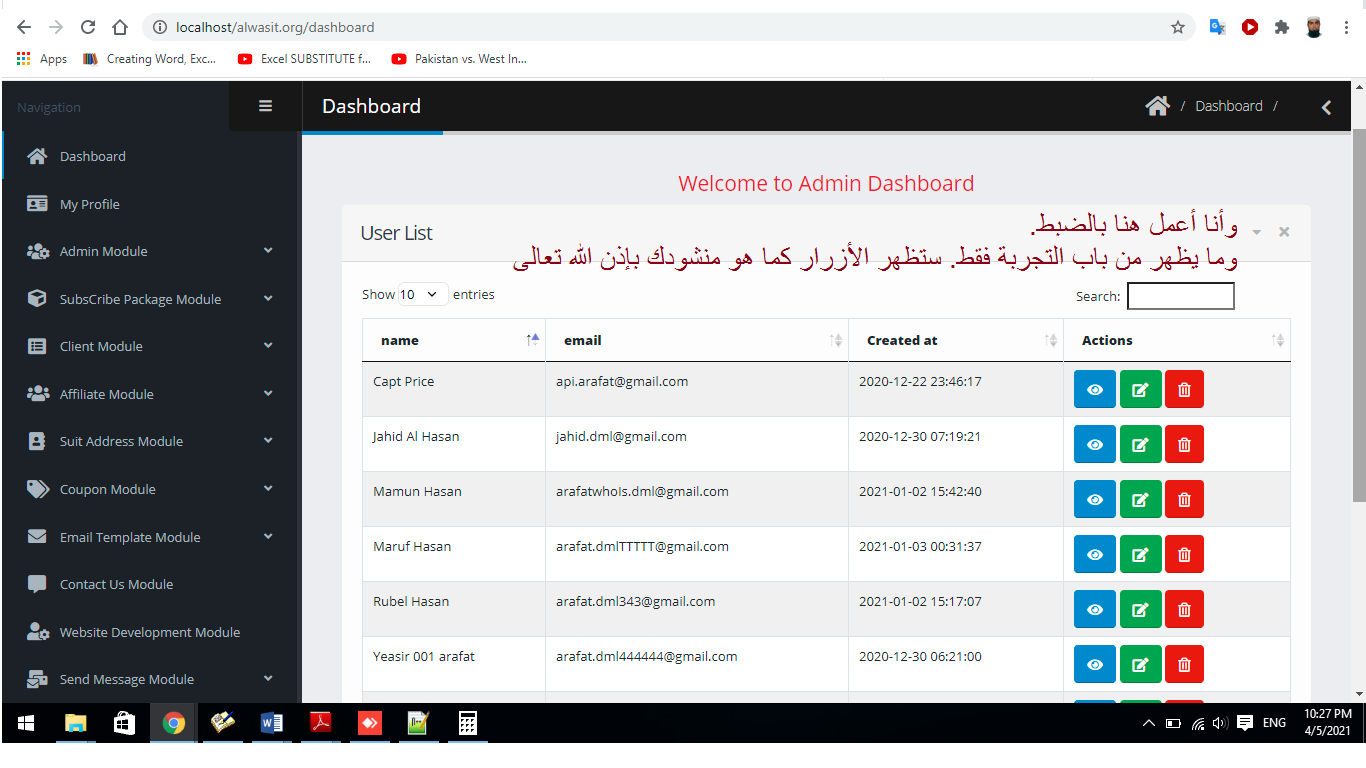 localhost/alwasit.org/dashboard
Apps Creating Word, Exc... Excel SUBSTITUTE f... Pakistan vs. West In...
Navigation
Dashboard
/ Dashboard /
Dashboard
My Profile
Admin Module
SubsCribe Package Module
Client Module
Affiliate Module
Suit Address Module
Coupon Module
Email Template Module
Contact Us Module
Website Development Module
Send Message Module
Welcome to Admin Dashboard
User List
وأنا أعمل هنا بالضبط.
وما يظهر من باب التجربة فقط. ستظهر الأزرار كما هو منشودك بإذن الله تعالى
Show 10 entries
Search:
name email Created at Actions
Capt Price api.arafat@gmail.com 2020-12-22 23:46:17
Jahid Al Hasan jahid.dml@gmail.com 2020-12-30 07:19:21
Mamun Hasan arafatwhoIs.dml@gmail.com 2021-01-02 15:42:40
Maruf Hasan arafat.dmlTTTTT@gmail.com 2021-01-03 00:31:37
Rubel Hasan arafat.dml343@gmail.com 2021-01-02 15:17:07
Yeasir 001 arafat arafat.dml444444@gmail.com 2020-12-30 06:21:00
ENG
10:27 PM
4/5/2021